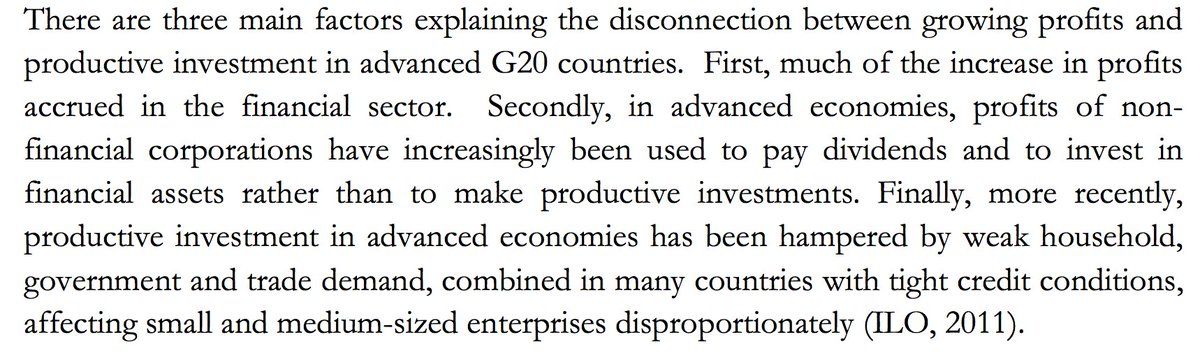 There are three main factors explaining the disconnection between growing profits and
productive investment in advanced G20 countries.  First, much of the increase in profits
accrued in the financial sector.  Secondly, in advanced economies, profits of non-
financial corporations have increasingly been used to pay dividends and to invest in
financial assets rather than to make productive investments. Finally, more recently,
productive investment in advanced economies has been hampered by weak household,
government and trade demand, combined in many countries with tight credit conditions,
affecting small and medium-sized enterprises disproportionately (ILO, 2011).